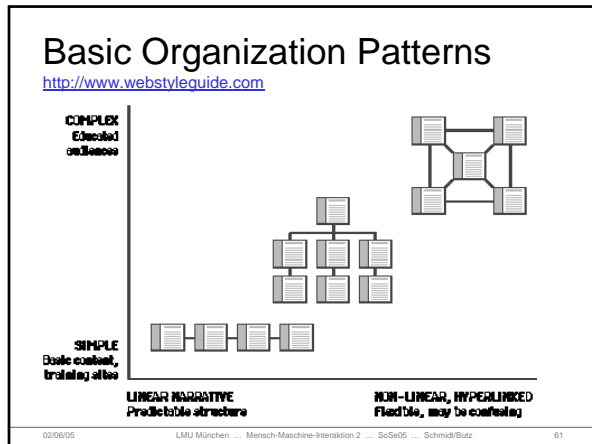 Basic Organization Patterns
http://www.webstyleguide.com
COMPLEX
Educated
audiences
SIMPLE
Basic content,
training sites
LINEAR NARRATIVE
Predictable structure
NON-LINEAR, HYPERLINKED
Flexible, may be confusing
02/06/05
LMU München … Mensch-Maschine-Interaktion 2 … SoSe05 … Schmidt/Butz
61